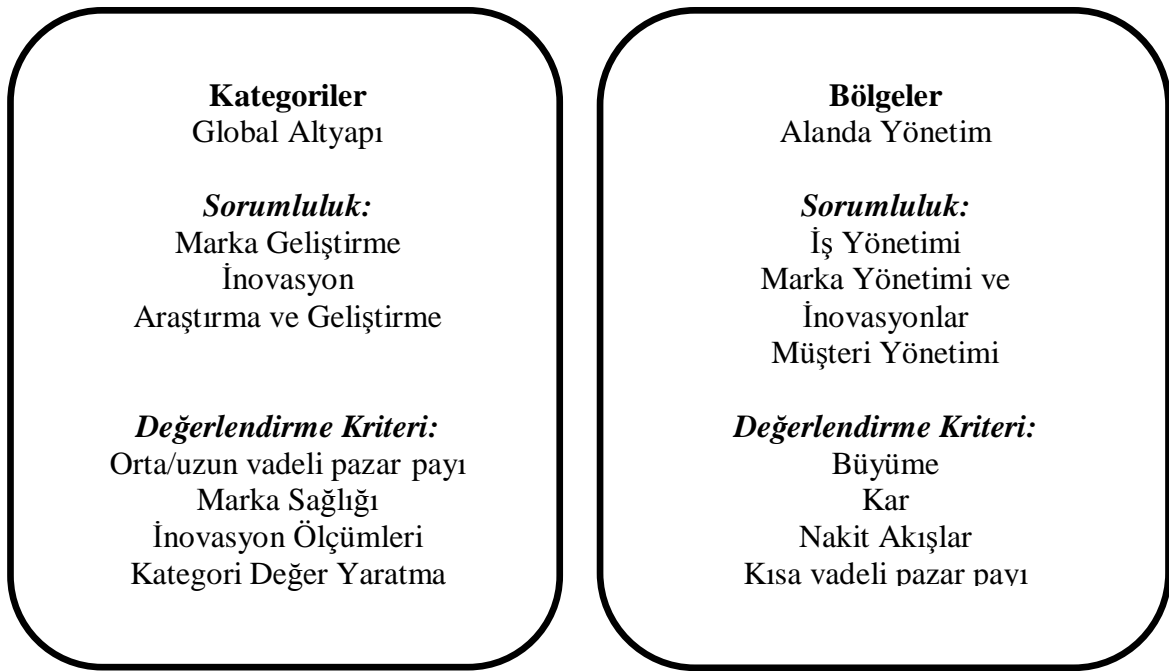 Kategoriler
Global Altyapı
Sorumluluk:
Marka Geliştirme
İnovasyon
Araştırma ve Geliştirme
Değerlendirme Kriteri:
Orta/uzun vadeli pazar payı
Marka Sağlığı
İnovasyon Ölçümleri
Kategori Değer Yaratma
Bölgeler
Alanda Yönetim
Sorumluluk:
İş Yönetimi
Marka Yönetimi ve
İnovasyonlar
Müşteri Yönetimi
Değerlendirme Kriteri:
Büyüme
Kar
Nakit Akışlar
Kısa vadeli pazar payı